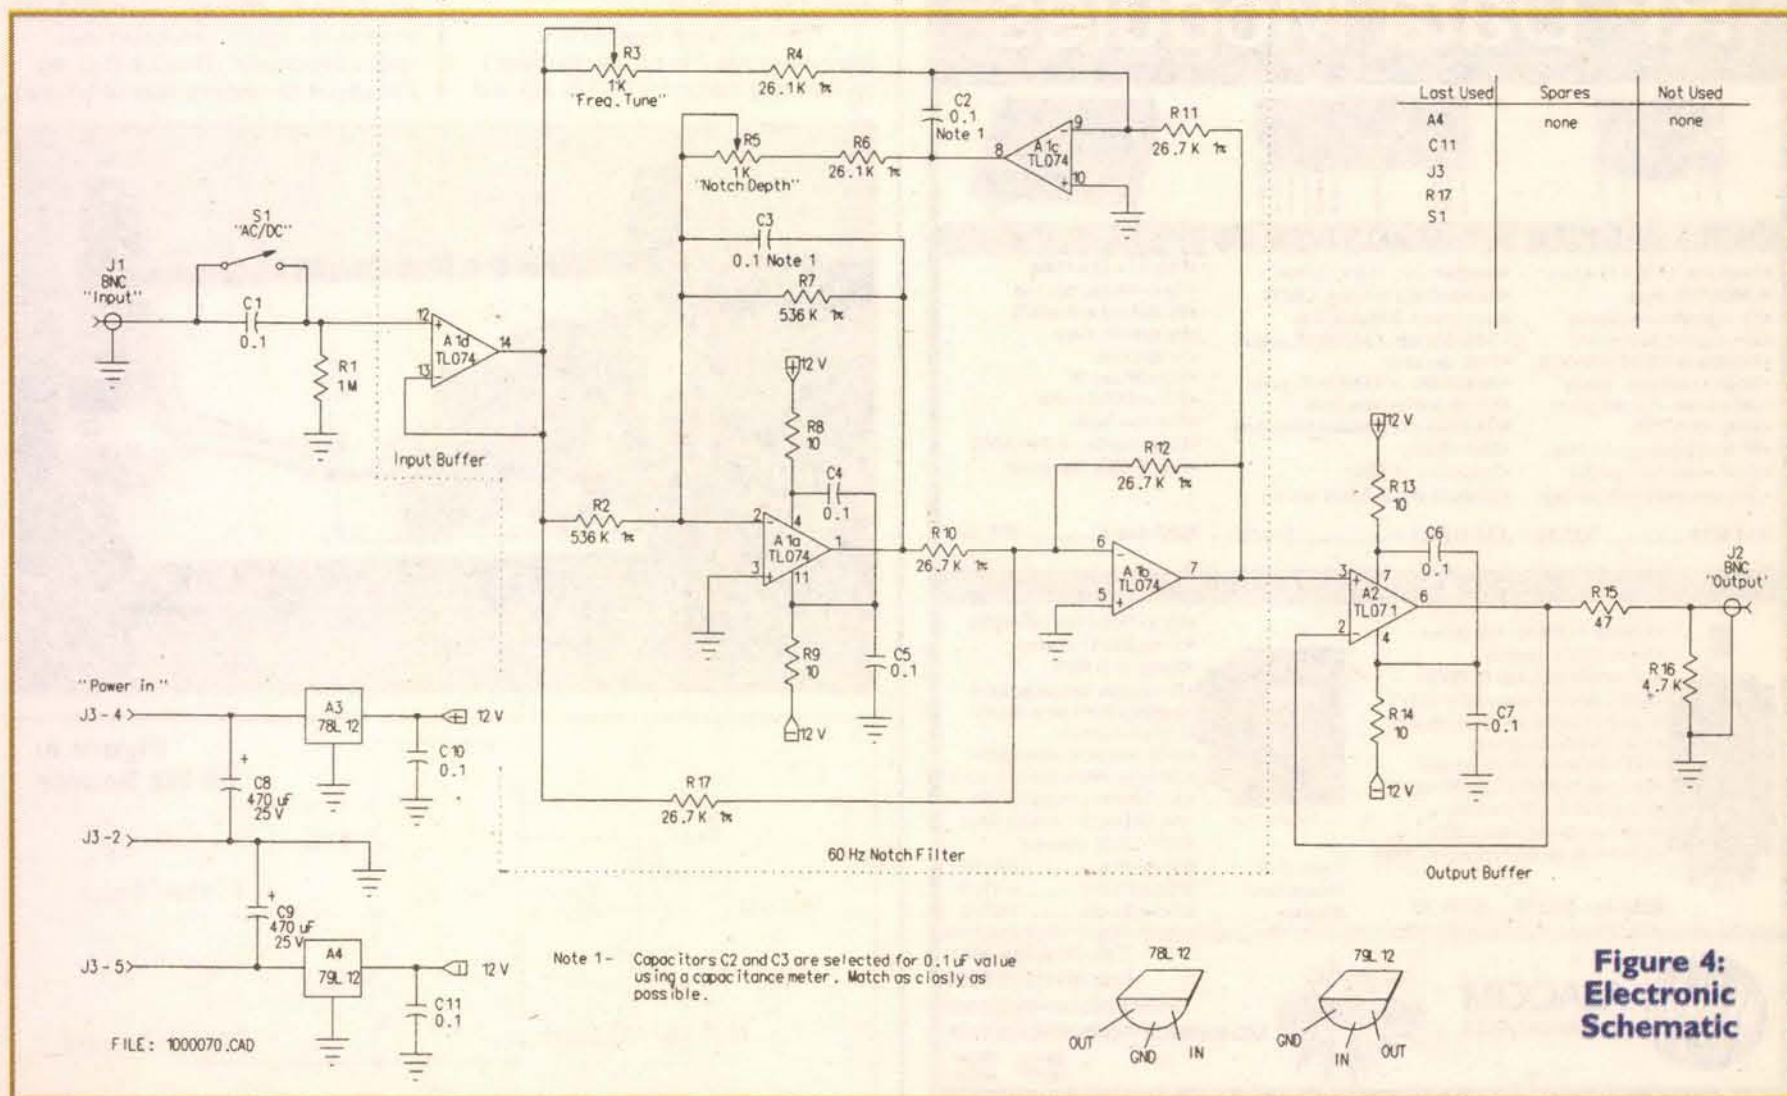 R3
1K
"Freq. Tune"
R4
26.1K 1%
C2
0.1
Note 1
R5
1K
"Notch Depth"
R6
26.1K 1%
8
9
10
A1c
TL074
R11
26.7K 1%
Last Used
Spares
Not Used
A4
none
none
C11
J3
R17
S1
S1
"AC/DC"
J1
BNC
"Input"
C1
0.1
R1
1M
12
13
14
A1d
TL074
Input Buffer
C3
0.1 Note 1
R7
536K 1%
12 V
R8
10
C4
0.1
R2
536K 1%
2
3
4
11
1
A1a
TL074
R9
10
C5
0.1
12 V
R10
26.7K 1%
R12
26.7K 1%
6
5
7
A1b
TL074
12 V
R13
10
C6
0.1
3
2
7
4
6
A2
TL071
R15
47
J2
BNC
"Output'
R16
4.7K
R14
10
C7
0.1
12 V
R17
26.7K 1%
60 Hz Notch Filter
Output Buffer
"Power in"
J3-4
A3
78L12
12 V
C10
0.1
C8
+
470 uF
25V
J3-2
C9
+
470 uF
25V
J3-5
A4
79L12
12 V
C11
0.1
FILE: 1000070.CAD
Note 1- Capacitors C2 and C3 are selected for 0.1uF value
using a capacitance meter. Match as closly as
possible.
78L12
OUT
GND
IN
79L12
GND
IN
OUT
Figure 4:
Electronic
Schematic